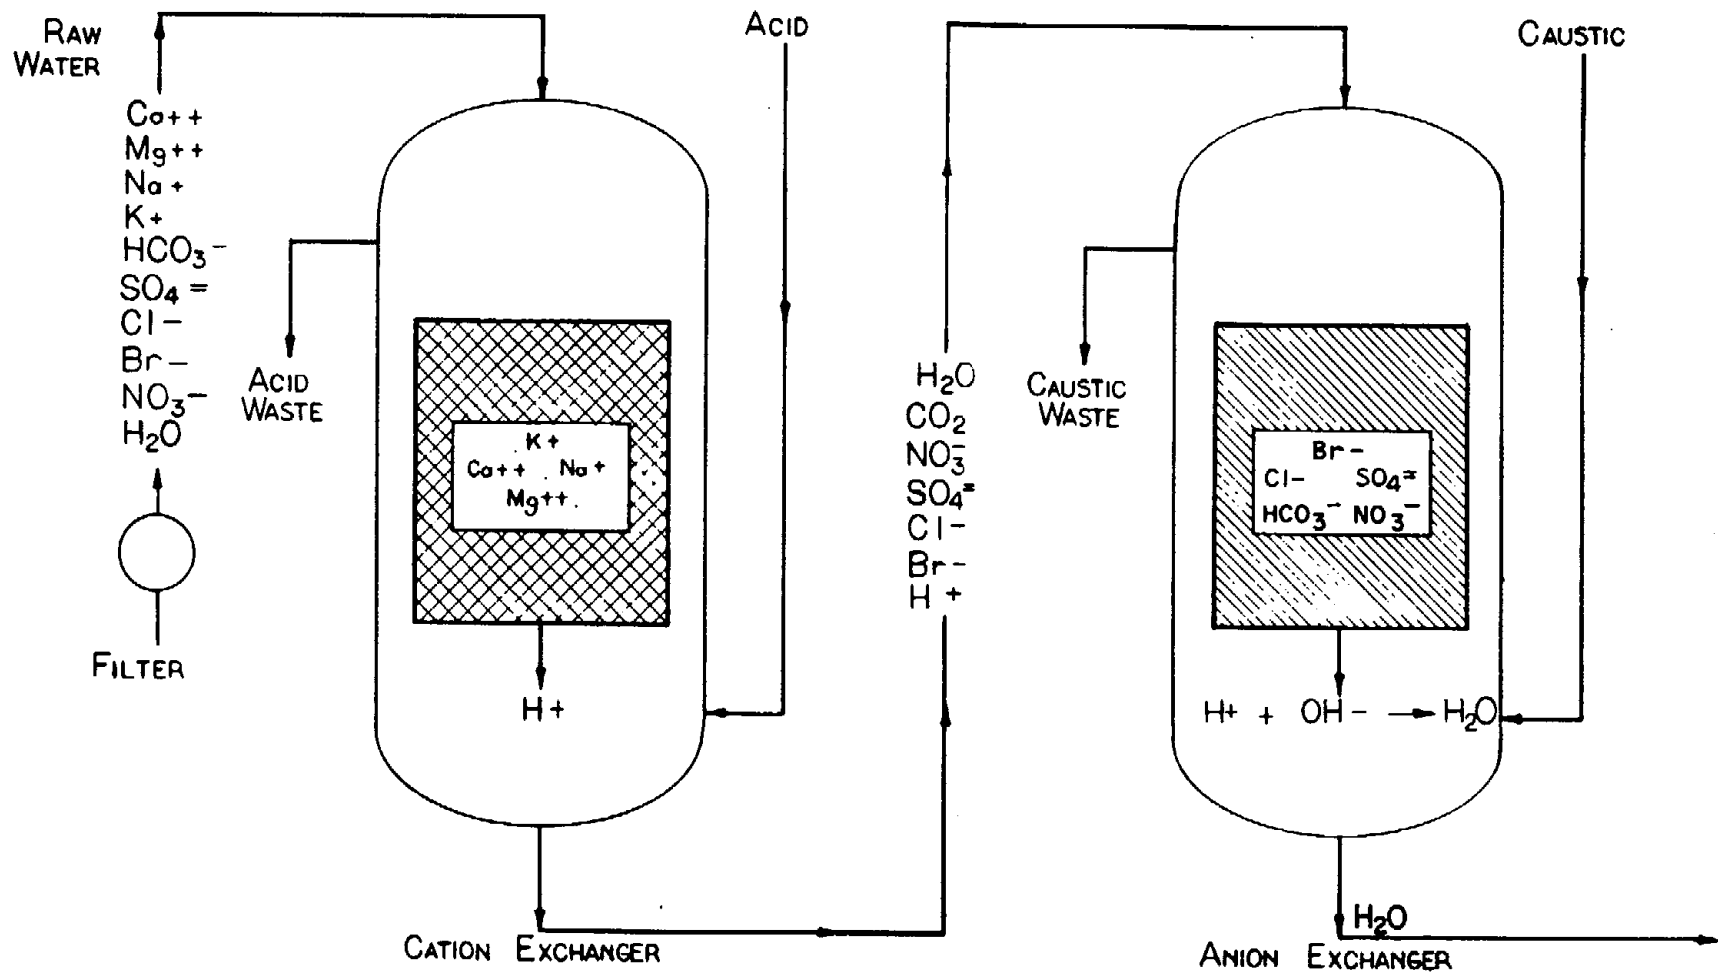 RAW
WATER
Ca++
Mg++
Na+
K+
HCO₃-
SO₄=
Cl-
Br-
NO₃-
H₂O
FILTER
ACID
WASTE
K+
Ca++ Na+
Mg++
H+
CATION EXCHANGER
ACID
H₂O
CO₂
NO₃-
SO₄=
Cl-
Br-
H+
CAUSTIC
WASTE
Br-
Cl- SO₄=
HCO₃- NO₃-
H+ + OH- → H₂O
H₂O
ANION EXCHANGER
CAUSTIC